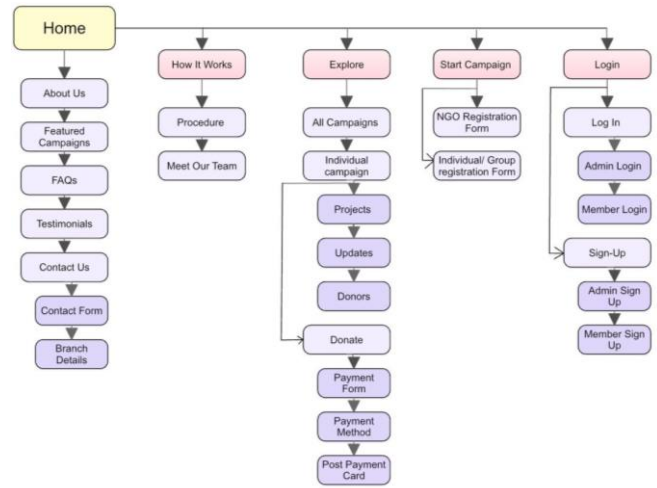 Home
How It Works
Explore
Start Campaign
Login
About Us
Featured
Campaigns
FAQs
Testimonials
Contact Us
Contact Form
Branch
Details
Procedure
Meet Our Team
All Campaigns
Individual
campaign
Projects
Updates
Donors
Donate
Payment
Form
Payment
Method
Post Payment
Card
NGO Registration
Form
Individual/ Group
registration Form
Log In
Admin Login
Member Login
Sign-Up
Admin Sign
Up
Member Sign
Up